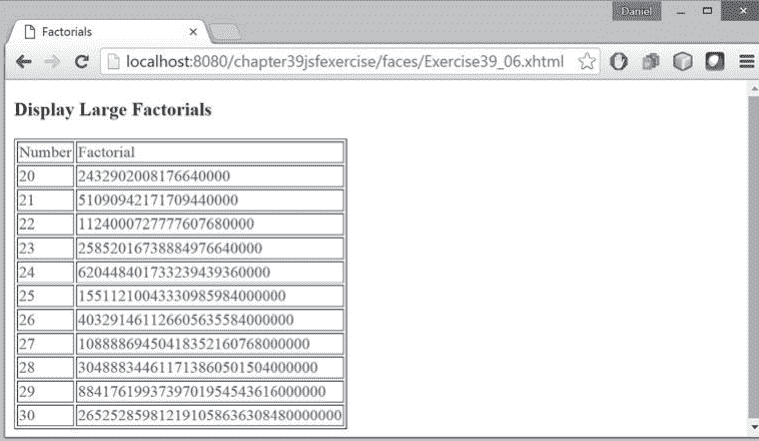 Daniel
Factorials
localhost:8080/chapter39jsfexercise/faces/Exercise39_06.xhtml
Display Large Factorials
Number Factorial
20 2432902008176640000
21 51090942171709440000
22 1124000727777607680000
23 25852016738884976640000
24 620448401733239439360000
25 15511210043330985984000000
26 403291461126605635584000000
27 10888869450418352160768000000
28 304888344611713860501504000000
29 8841761993739701954543616000000
30 265252859812191058636308480000000